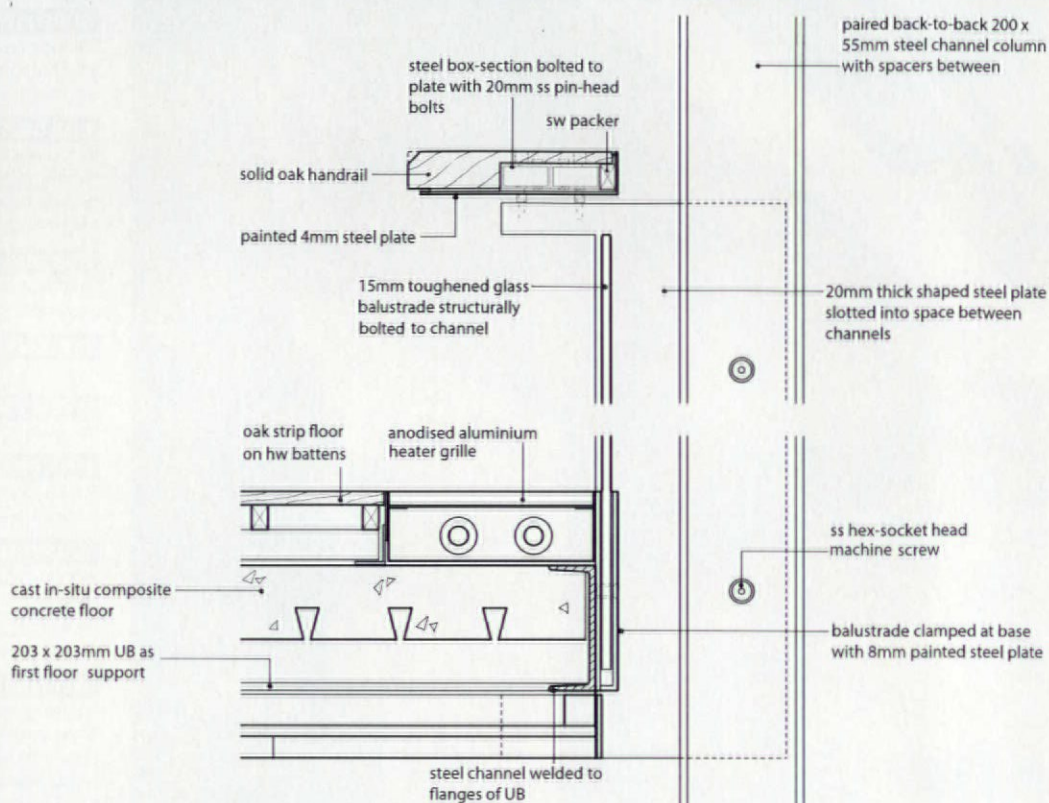 paired back-to-back 200 x
55mm steel channel column
with spacers between
steel box-section bolted to
plate with 20mm ss pin-head
bolts
sw packer
solid oak handrail
painted 4mm steel plate
15mm toughened glass
balustrade structurally
bolted to channel
20mm thick shaped steel plate
slotted into space between
channels
oak strip floor
on hw battens
anodised aluminium
heater grille
ss hex-socket head
machine screw
cast in-situ composite
concrete floor
203 x 203mm UB as
first floor support
balustrade clamped at base
with 8mm painted steel plate
steel channel welded to
flanges of UB